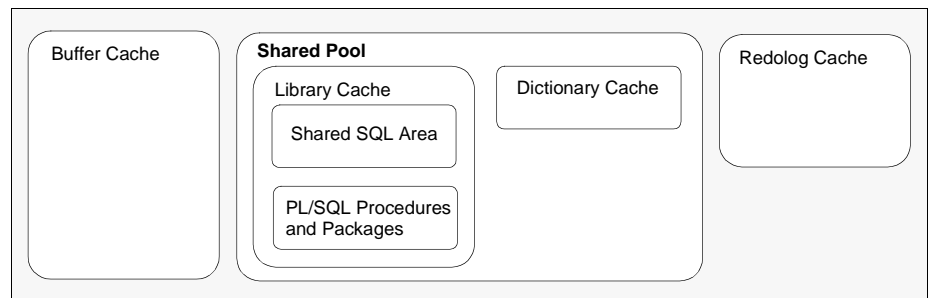 Buffer Cache
Shared Pool
Library Cache
Shared SQL Area
PL/SQL Procedures
and Packages
Dictionary Cache
Redolog Cache